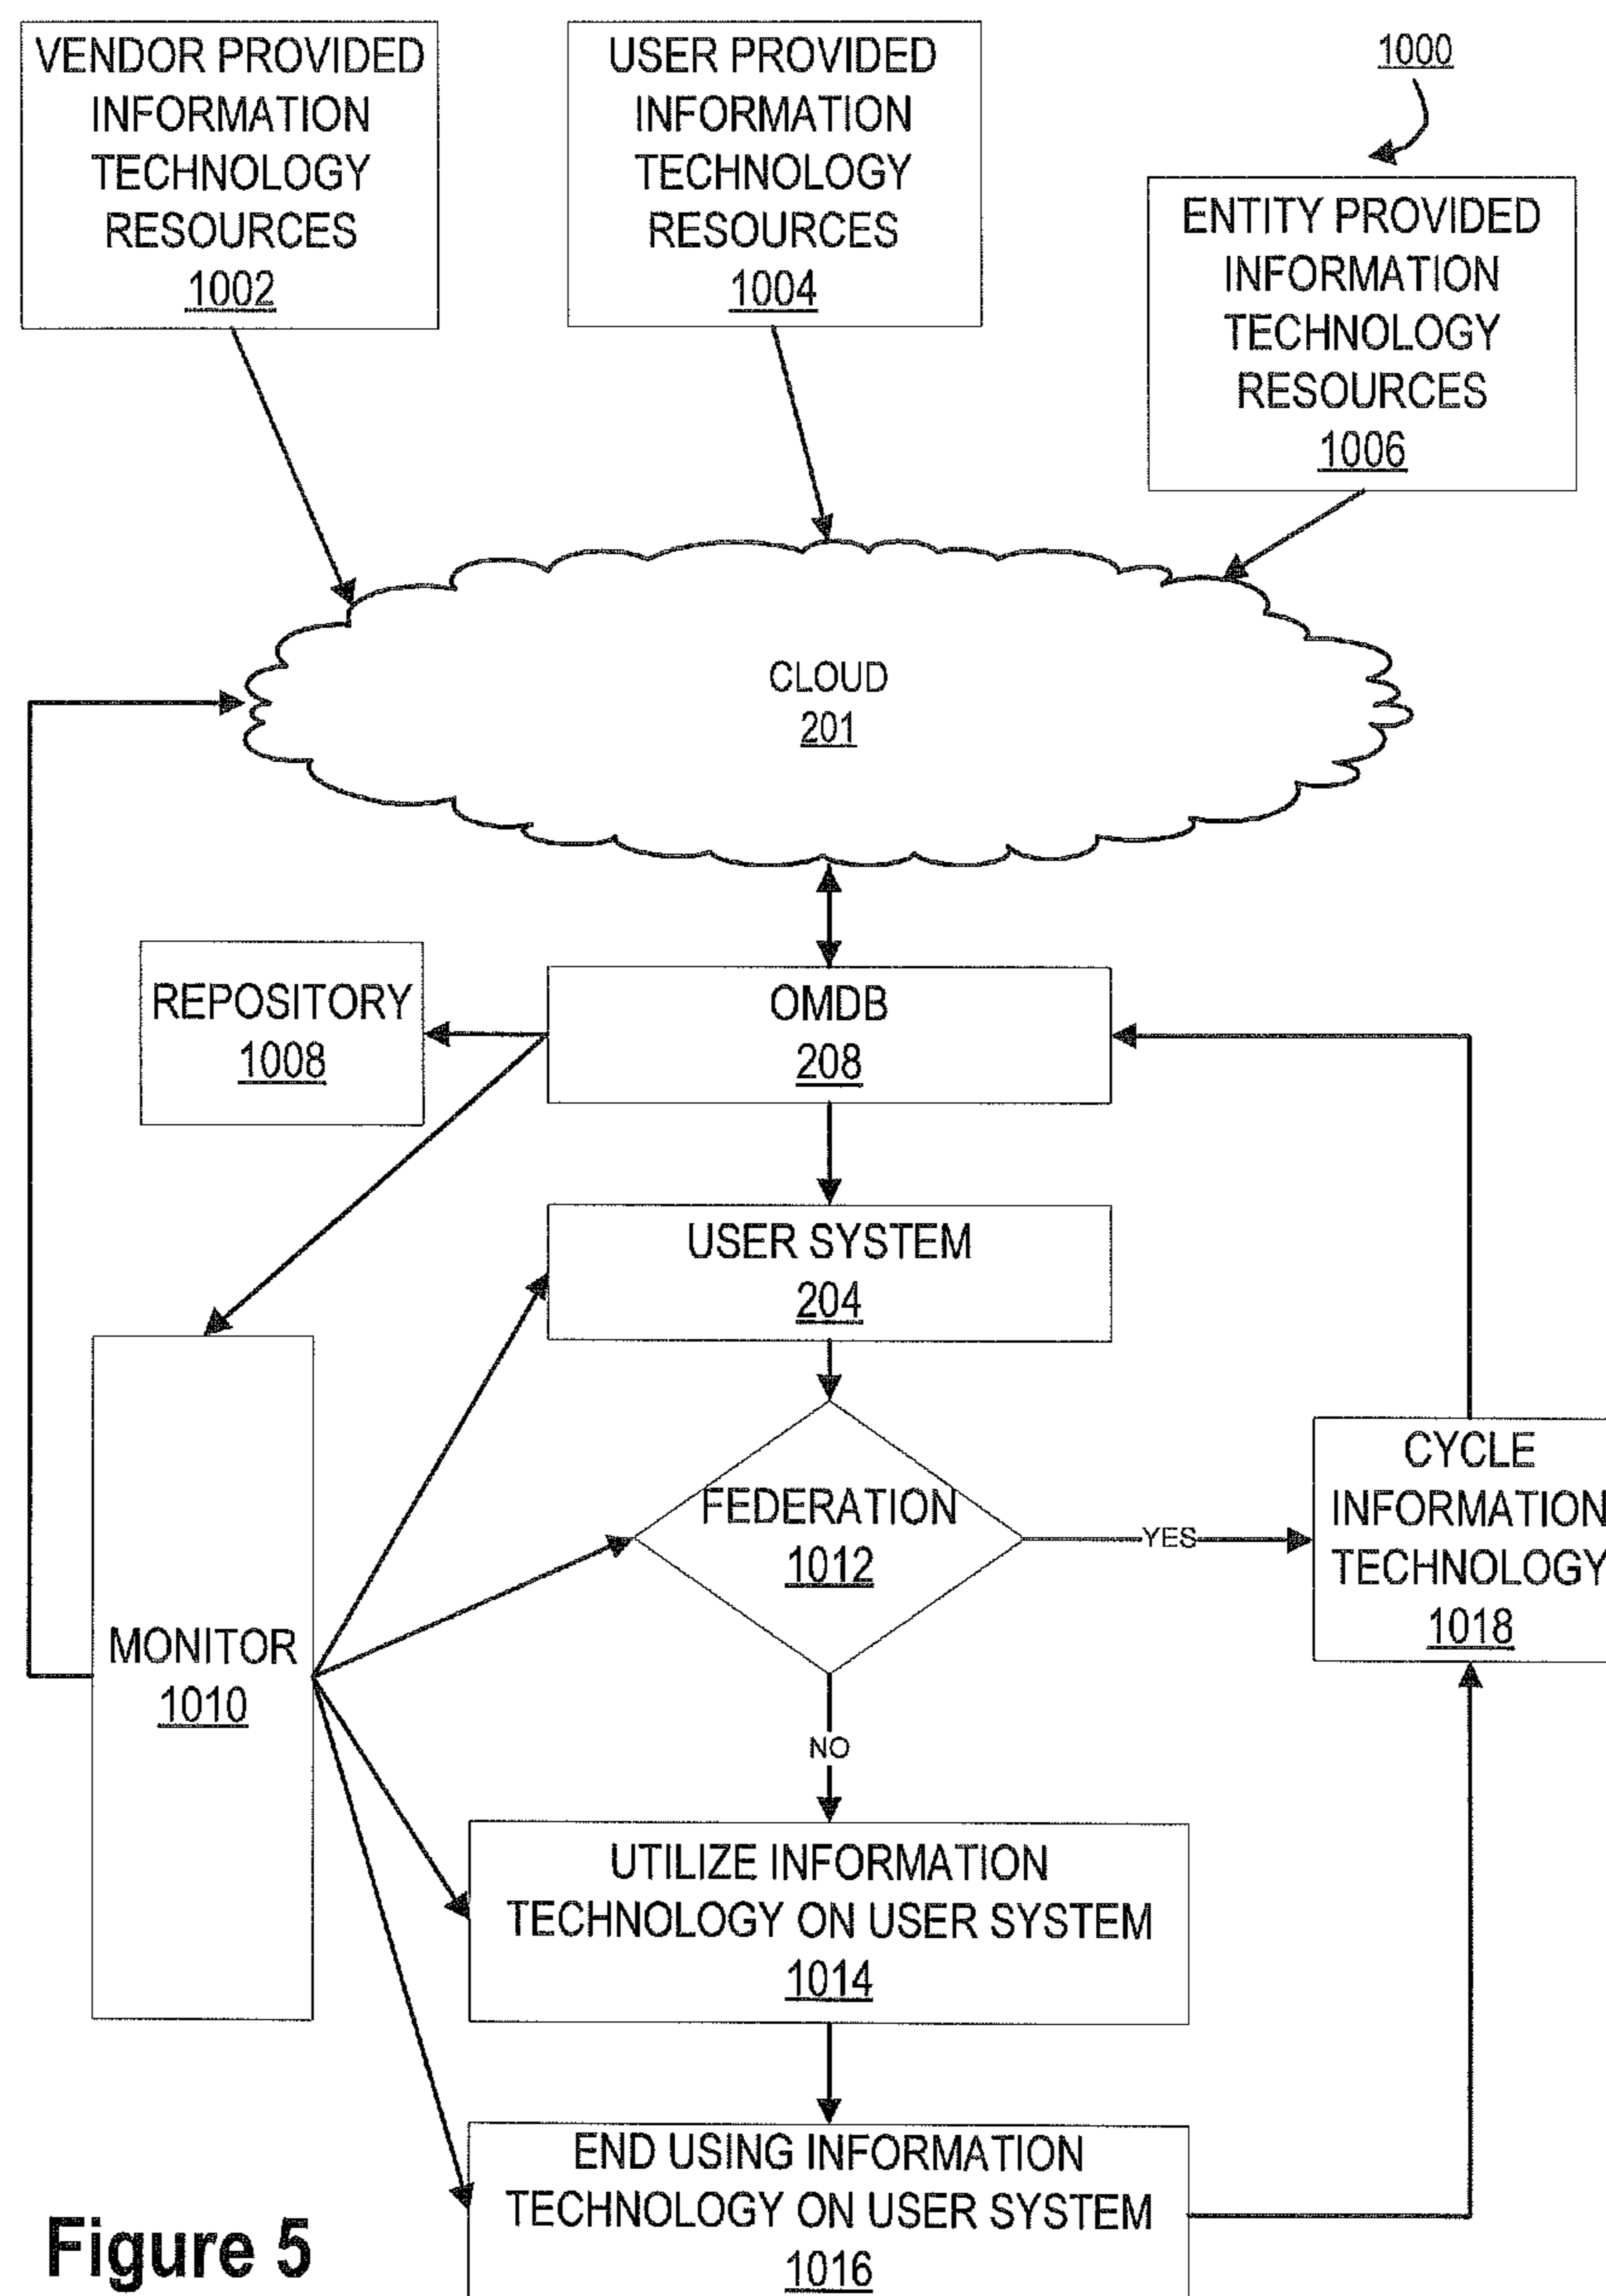 VENDOR PROVIDED
INFORMATION
TECHNOLOGY
RESOURCES
1002
USER PROVIDED
INFORMATION
TECHNOLOGY
RESOURCES
1004
1000
ENTITY PROVIDED
INFORMATION
TECHNOLOGY
RESOURCES
1006
CLOUD
201
REPOSITORY
1008
OMDB
208
USER SYSTEM
204
FEDERATION
1012
YES
CYCLE
INFORMATION
TECHNOLOGY
1018
MONITOR
1010
NO
UTILIZE INFORMATION
TECHNOLOGY ON USER SYSTEM
1014
END USING INFORMATION
TECHNOLOGY ON USER SYSTEM
1016
Figure 5